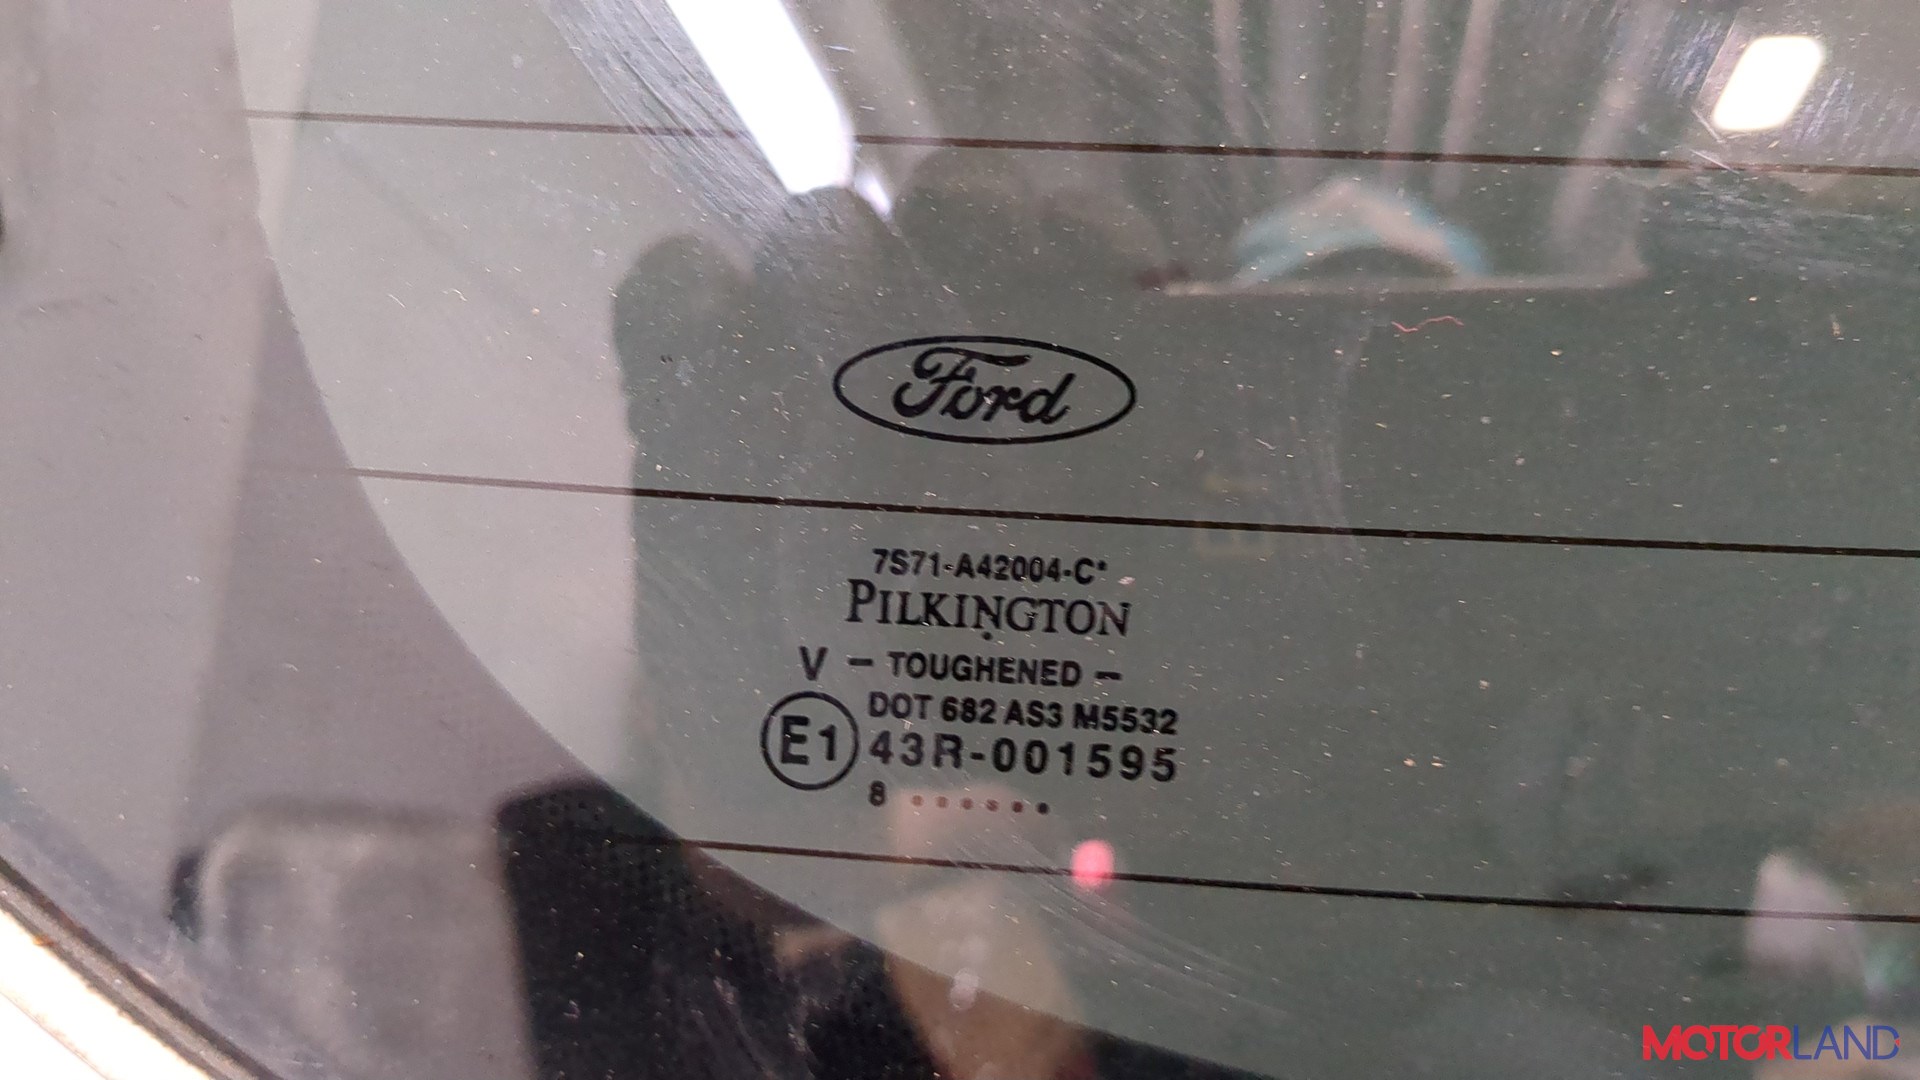 Ford
7S71-A42004-C*
PILKINGTON
V - TOUGHENED -
DOT 682 AS3 M5532
E1 43R-001595
8 ......
MOTORLAND